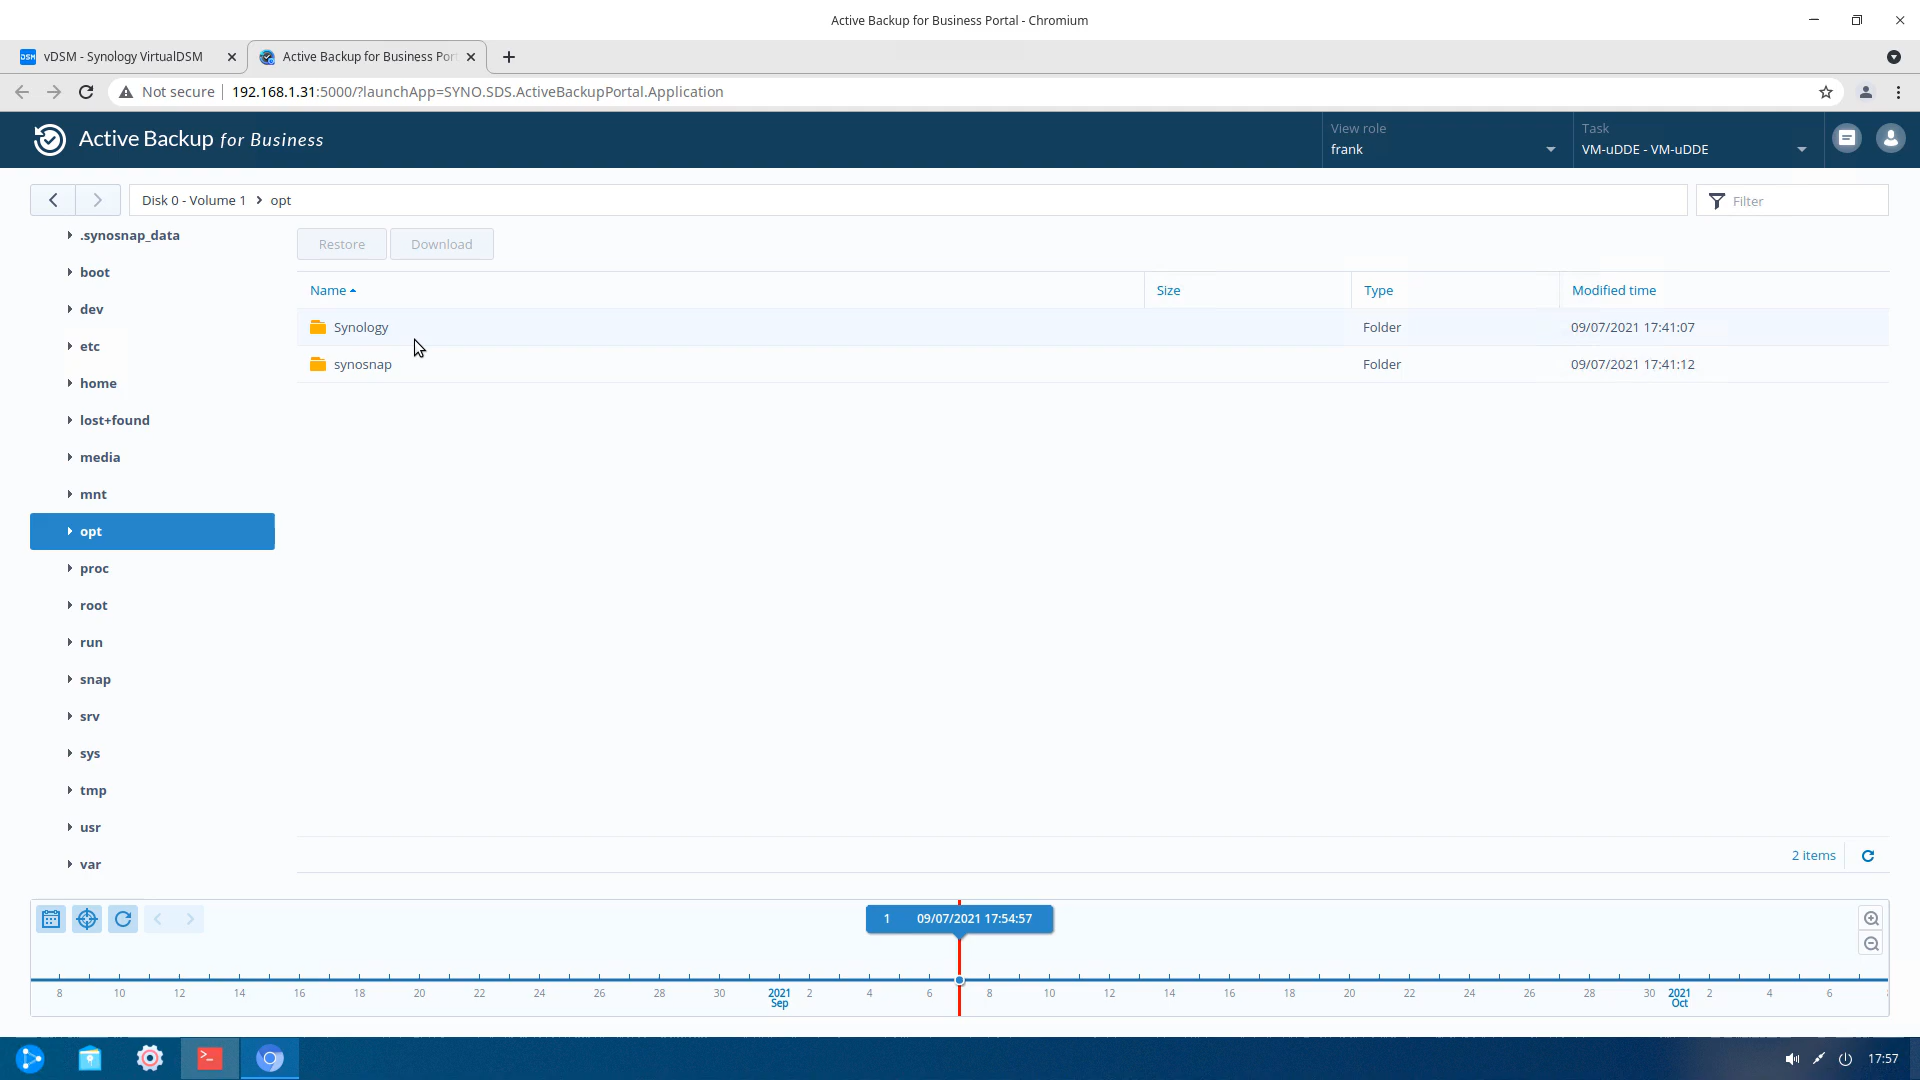 Active Backup for Business Portal - Chromium
vDSM - Synology VirtualDSM
Active Backup for Business Por
Not secure
192.168.1.31:5000/?launchApp=SYNO.SDS.ActiveBackupPortal.Application
Active Backup for Business
View role
frank
Task
VM-uDDE - VM-uDDE
Disk 0 - Volume 1 > opt
Filter
.synosnap_data
boot
dev
etc
home
lost+found
media
mnt
opt
proc
root
run
snap
srv
sys
tmp
usr
var
Restore
Download
Name
Size
Type
Modified time
Synology
Folder
09/07/2021 17:41:07
synosnap
Folder
09/07/2021 17:41:12
2 items
1 09/07/2021 17:54:57
8 10 12 14 16 18 20 22 24 26 28 30 2021 Sep 2 4 6 8 10 12 14 16 18 20 22 24 26 28 30 2021 Oct 2 4 6
17:57